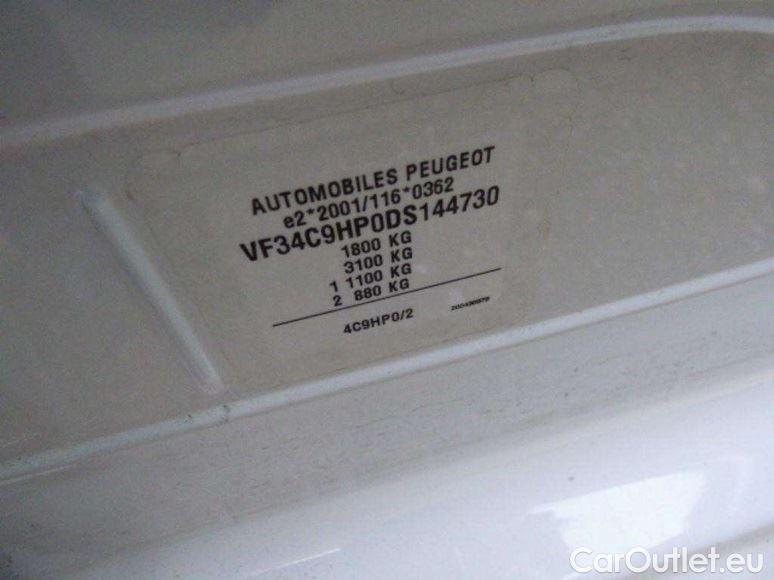 AUTOMOBILES PEUGEOT
e2*2001/116*0362
VF34C9HP0DS144730
1800 KG
3100 KG
1 1100 KG
2 880 KG
4C9HP0/2
CarOutlet.eu